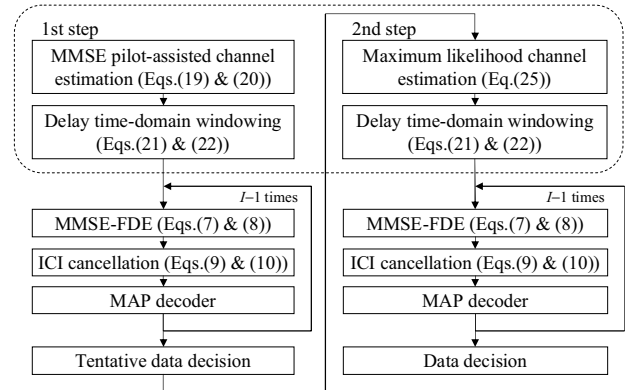 1st step
MMSE pilot-assisted channel
estimation (Eqs.(19) & (20))
Delay time-domain windowing
(Eqs.(21) & (22))
I−1 times
MMSE-FDE (Eqs.(7) & (8))
ICI cancellation (Eqs.(9) & (10))
MAP decoder
Tentative data decision
2nd step
Maximum likelihood channel
estimation (Eq.(25))
Delay time-domain windowing
(Eqs.(21) & (22))
I−1 times
MMSE-FDE (Eqs.(7) & (8))
ICI cancellation (Eqs.(9) & (10))
MAP decoder
Data decision